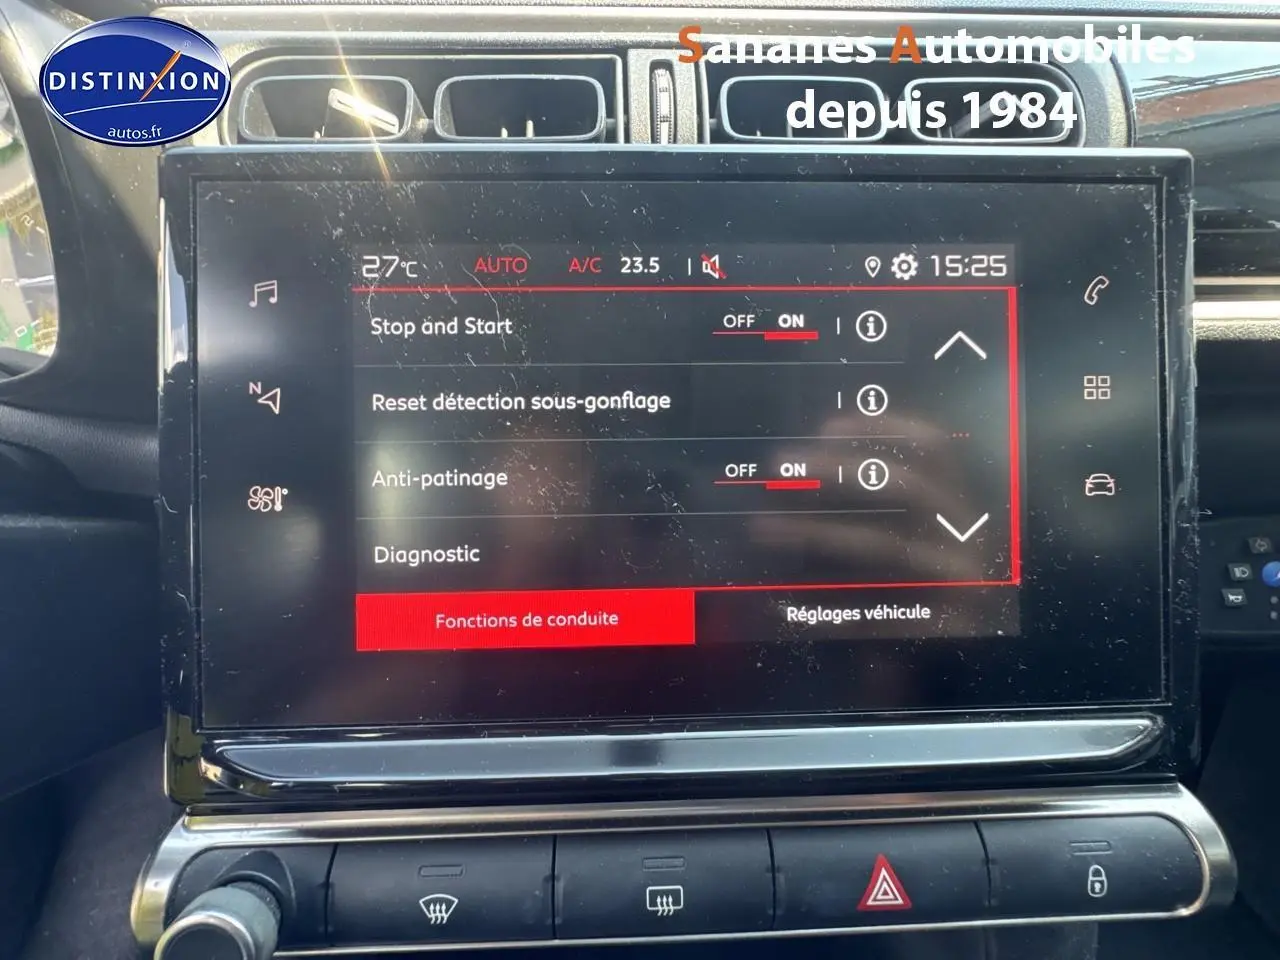 DISTINXION
autos.fr
Sananes Automobiles
depuis 1984
27°C AUTO A/C 23.5 15:25
Stop and Start OFF ON
Reset détection sous-gonflage
N
Anti-patinage OFF ON
Diagnostic
Fonctions de conduite Réglages véhicule